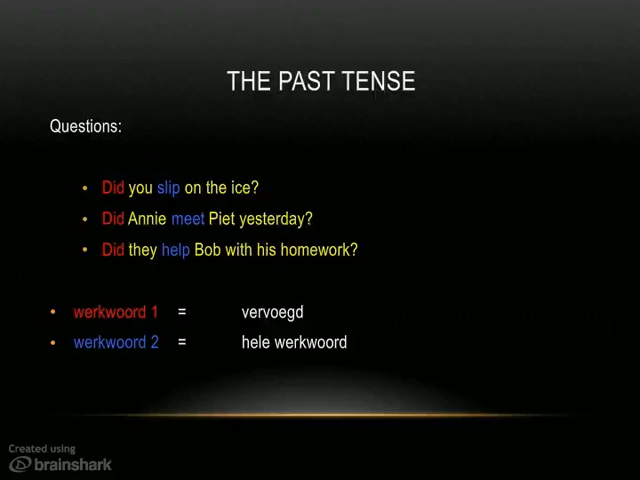 THE PAST TENSE
Questions:
• Did you slip on the ice?
• Did Annie meet Piet yesterday?
• Did they help Bob with his homework?
• werkwoord 1 = vervoegd
• werkwoord 2 = hele werkwoord
Created using
brainshark